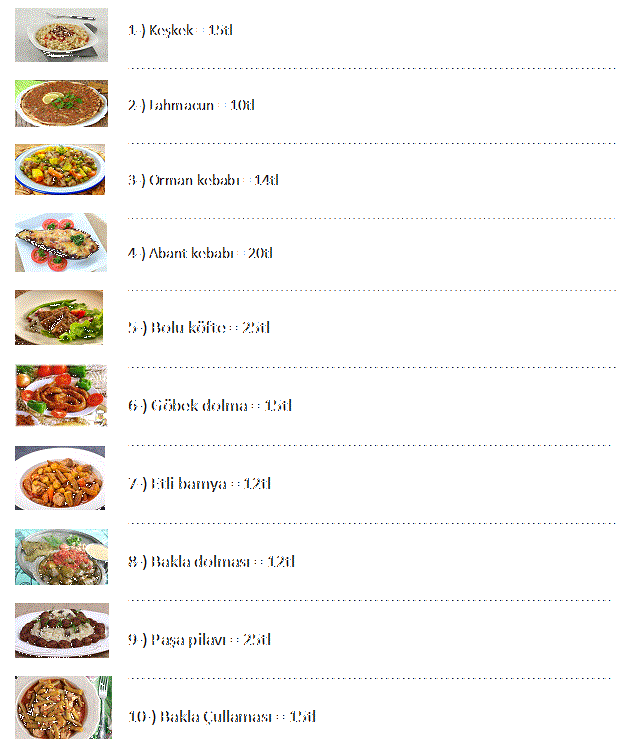 1-) Keşkek -- 15tl
2-) Lahmacun -- 10tl
3-) Orman kebabı --14tl
4-) Abant kebabı --20tl
5-) Bolu köfte -- 25tl
6-) Göbek dolma -- 15tl
7-) Etli bamya -- 12tl
8-) Bakla dolması -- 12tl
9-) Paşa pilavı -- 25tl
10-) Bakla Çullaması -- 15tl